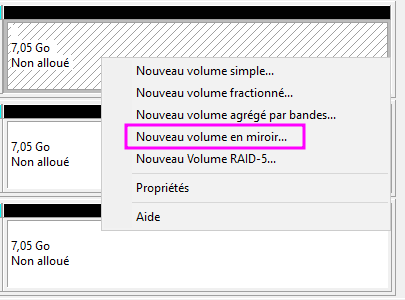 7,05 Go
Non alloué
Nouveau volume simple...
Nouveau volume fractionné...
Nouveau volume agrégé par bandes...
Nouveau volume en miroir...
Nouveau Volume RAID-5...
Propriétés
Aide
7,05 Go
Non alloué
7,05 Go
Non alloué